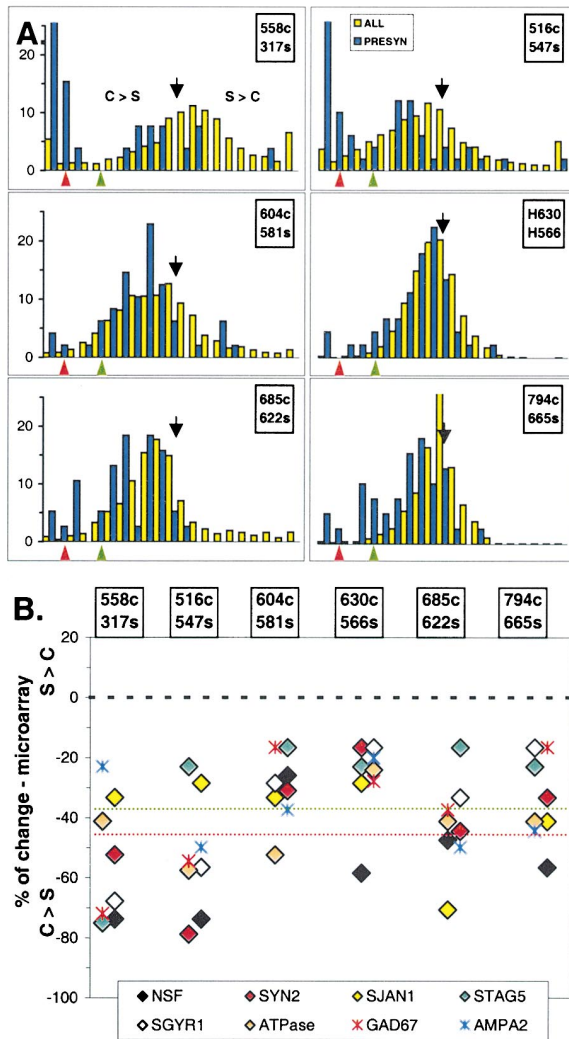 A.
558c
317s
ALL
PRESYN
516c
547s
20
10
0
C > S
S > C
604c
581s
H630
H566
20
10
0
685c
622s
794c
665s
20
10
0
B.
558c
317s
516c
547s
604c
581s
630c
566s
685c
622s
794c
665s
% of change - microarray
C > S
S > C
20
0
-20
-40
-60
-80
-100
NSF
SYN2
SJAN1
STAG5
SGYR1
ATPase
GAD67
AMPA2